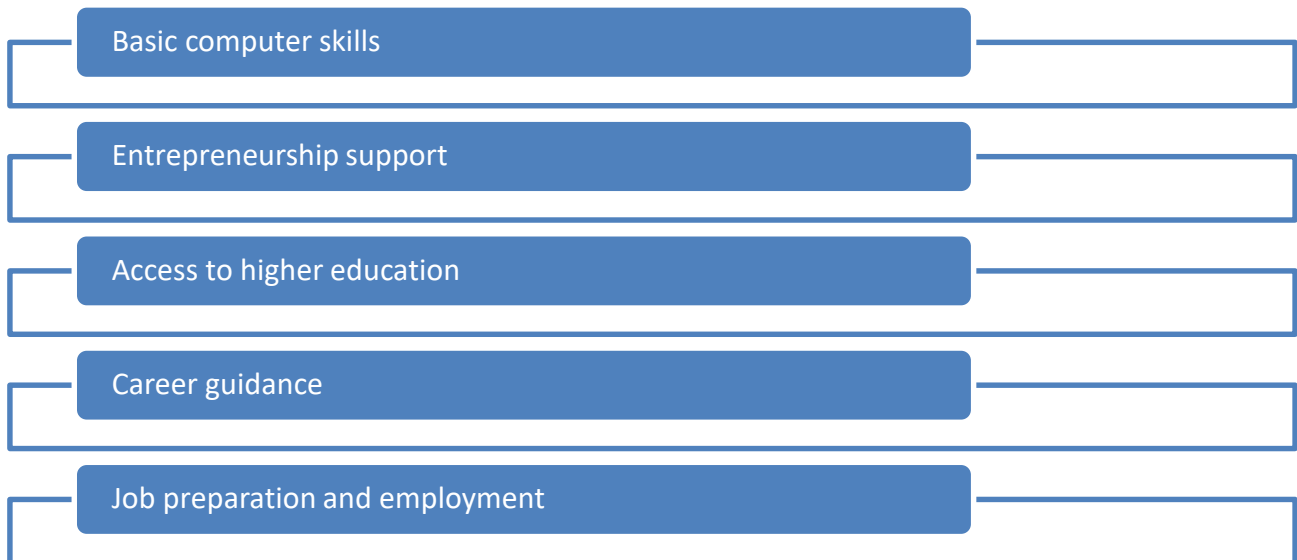 Basic computer skills
Entrepreneurship support
Access to higher education
Career guidance
Job preparation and employment